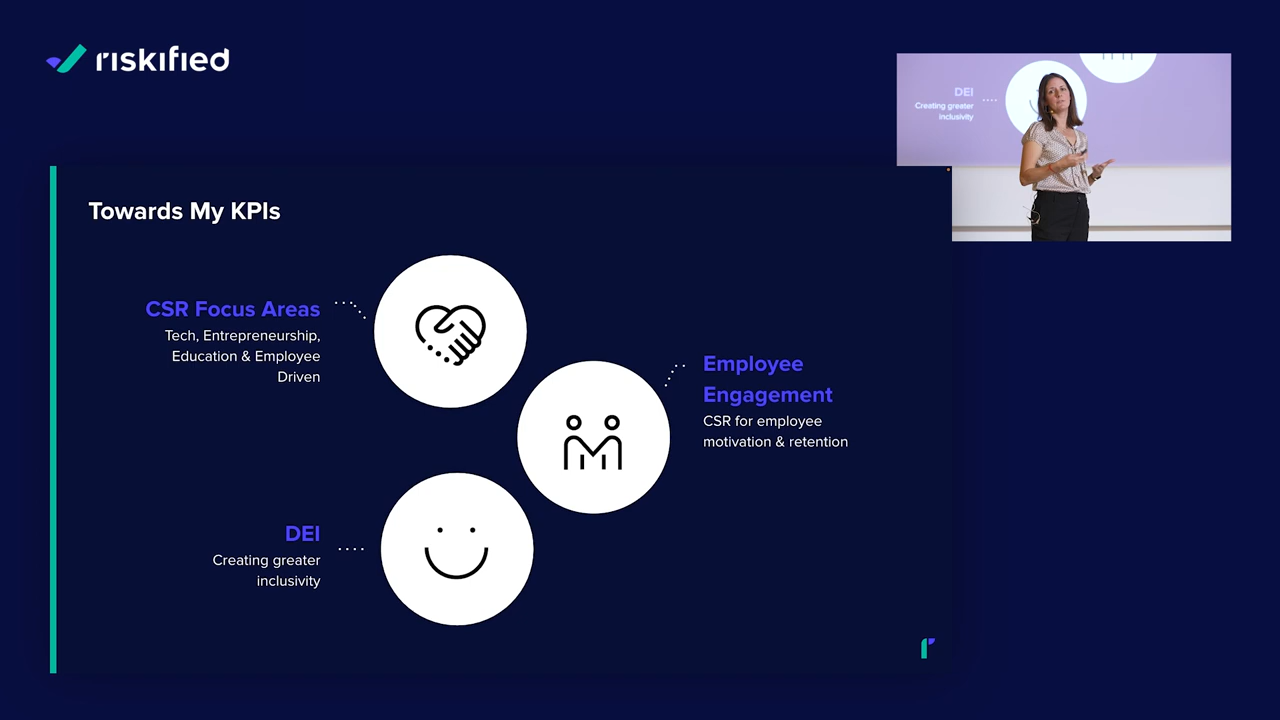 riskified
DEI
Creating greater
inclusivity
Towards My KPIs
CSR Focus Areas
Tech, Entrepreneurship,
Education & Employee
Driven
Employee
Engagement
CSR for employee
motivation & retention
DEI
Creating greater
inclusivity